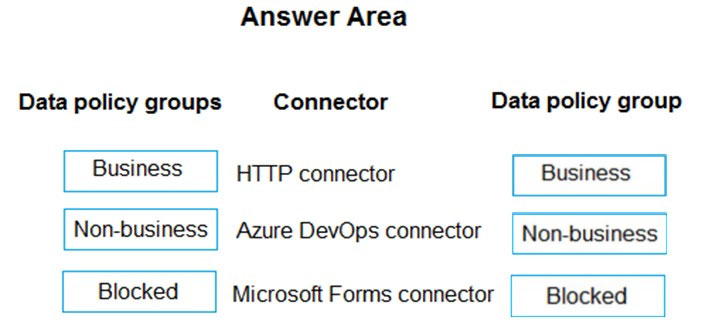 Answer Area
Data policy groups Connector Data policy group
Business HTTP connector Business
Non-business Azure DevOps connector Non-business
Blocked Microsoft Forms connector Blocked